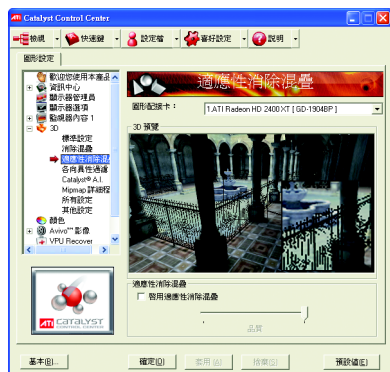 ATI Catalyst Control Center
檢視
快速鍵
設定檔
喜好設定
說明
圖形設定
歡迎您使用本產品
資訊中心
顯示器管理員
顯示器選項
監視器內容 1
3D
標準設定
消除混疊
適應性消除混
各向異性過濾
Catalyst® A.I.
Mipmap 詳細程
所有設定
其他設定
顏色
Avivo™ 影像
VPU Recover
適應性消除混疊
圖形配接卡：
1.ATI Radeon HD 2400 XT [ GD-1904BP ]
3D 預覽
適應性消除混疊
啓用適應性消除混疊
品質
ATI CATALYST
CONTROL CENTER
基本(B)...
確定(O)
套用 (A)
捨棄(S)
預設值(E)